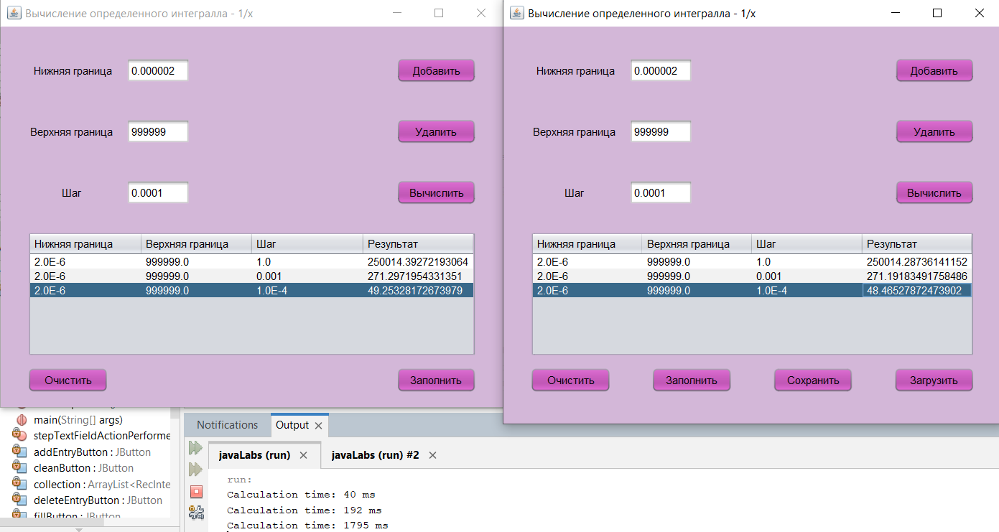 Вычисление определенного интегралла - 1/x
Нижняя граница 0.000002 Добавить
Верхняя граница 999999 Удалить
Шаг 0.0001 Вычислить
Нижняя граница Верхняя граница Шаг Результат
2.0E-6 999999.0 1.0 250014.39272193064
2.0E-6 999999.0 0.001 271.2971954331351
2.0E-6 999999.0 1.0E-4 49.25328172673979
Очистить Заполнить
Вычисление определенного интегралла - 1/x
Нижняя граница 0.000002 Добавить
Верхняя граница 999999 Удалить
Шаг 0.0001 Вычислить
Нижняя граница Верхняя граница Шаг Результат
2.0E-6 999999.0 1.0 250014.28736141152
2.0E-6 999999.0 0.001 271.19183491758486
2.0E-6 999999.0 1.0E-4 48.46527872473902
Очистить Заполнить Сохранить Загрузить
main(String[] args)
stepTextFieldActionPerforme
addEntryButton : JButton
cleanButton : JButton
collection : ArrayList<RecInte
deleteEntryButton : JButton
fillButton : JButton
Notifications Output
javaLabs (run) javaLabs (run) #2
run:
Calculation time: 40 ms
Calculation time: 192 ms
Calculation time: 1795 ms